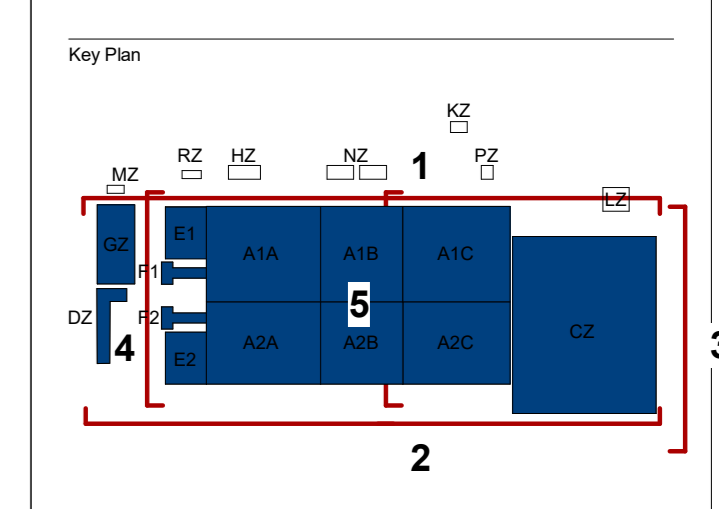 Key Plan
KZ
RZ HZ NZ 1 PZ
MZ
LZ
E1
GZ A1A A1B A1C
F1
5
DZ F2 CZ
4 E2 A2A A2B A2C 3
2